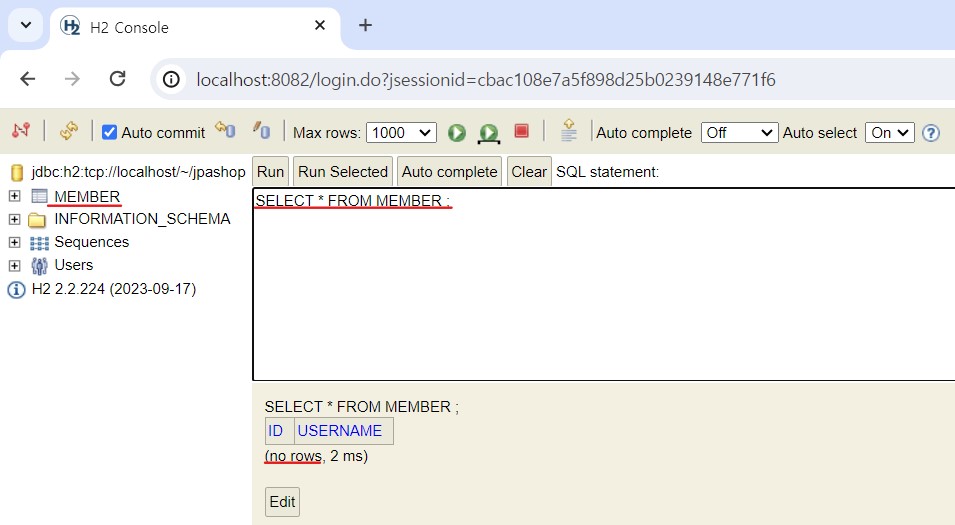 H2 Console
localhost:8082/login.do?jsessionid=cbac108e7a5f898d25b0239148e771f6
Auto commit Max rows: 1000 Auto complete Off Auto select On ?
jdbc:h2:tcp://localhost/~/jpashop
MEMBER
INFORMATION_SCHEMA
Sequences
Users
H2 2.2.224 (2023-09-17)
Run Run Selected Auto complete Clear SQL statement:
SELECT * FROM MEMBER ;
SELECT * FROM MEMBER ;
ID USERNAME
(no rows, 2 ms)
Edit